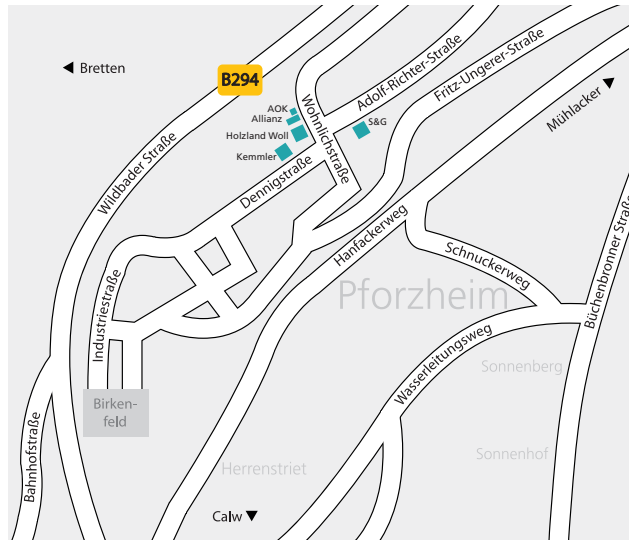 Bretten
B294
AOK
Allianz
Holzland Woll
Kemmler
S&G
Wohnlichstraße
Adolf-Richter-Straße
Fritz-Ungerer-Straße
Mühlacker
Wildbader Straße
Dennigstraße
Hanfackerweg
Schnuckerweg
Büchenbronner Straße
Pforzheim
Industriestraße
Wasserleitungsweg
Sonnenberg
Birken-
feld
Bahnhofstraße
Herrenstriet
Sonnenhof
Calw